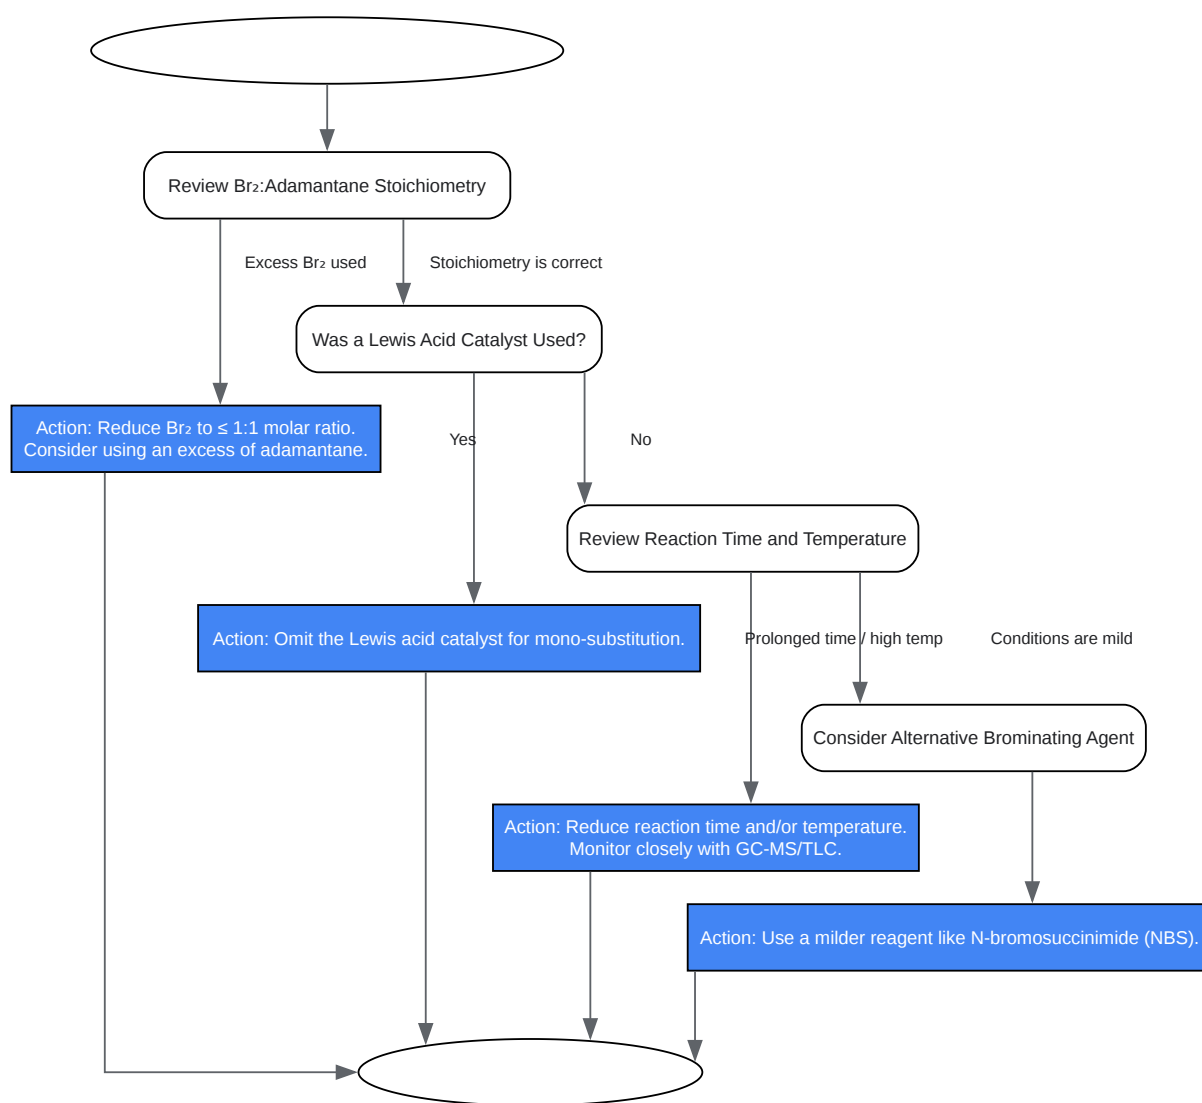 Review Br₂:Adamantane Stoichiometry
Excess Br₂ used
Stoichiometry is correct
Was a Lewis Acid Catalyst Used?
Action: Reduce Br₂ to ≤ 1:1 molar ratio.
Consider using an excess of adamantane.
Yes
No
Review Reaction Time and Temperature
Action: Omit the Lewis acid catalyst for mono-substitution.
Prolonged time / high temp
Conditions are mild
Consider Alternative Brominating Agent
Action: Reduce reaction time and/or temperature.
Monitor closely with GC-MS/TLC.
Action: Use a milder reagent like N-bromosuccinimide (NBS).